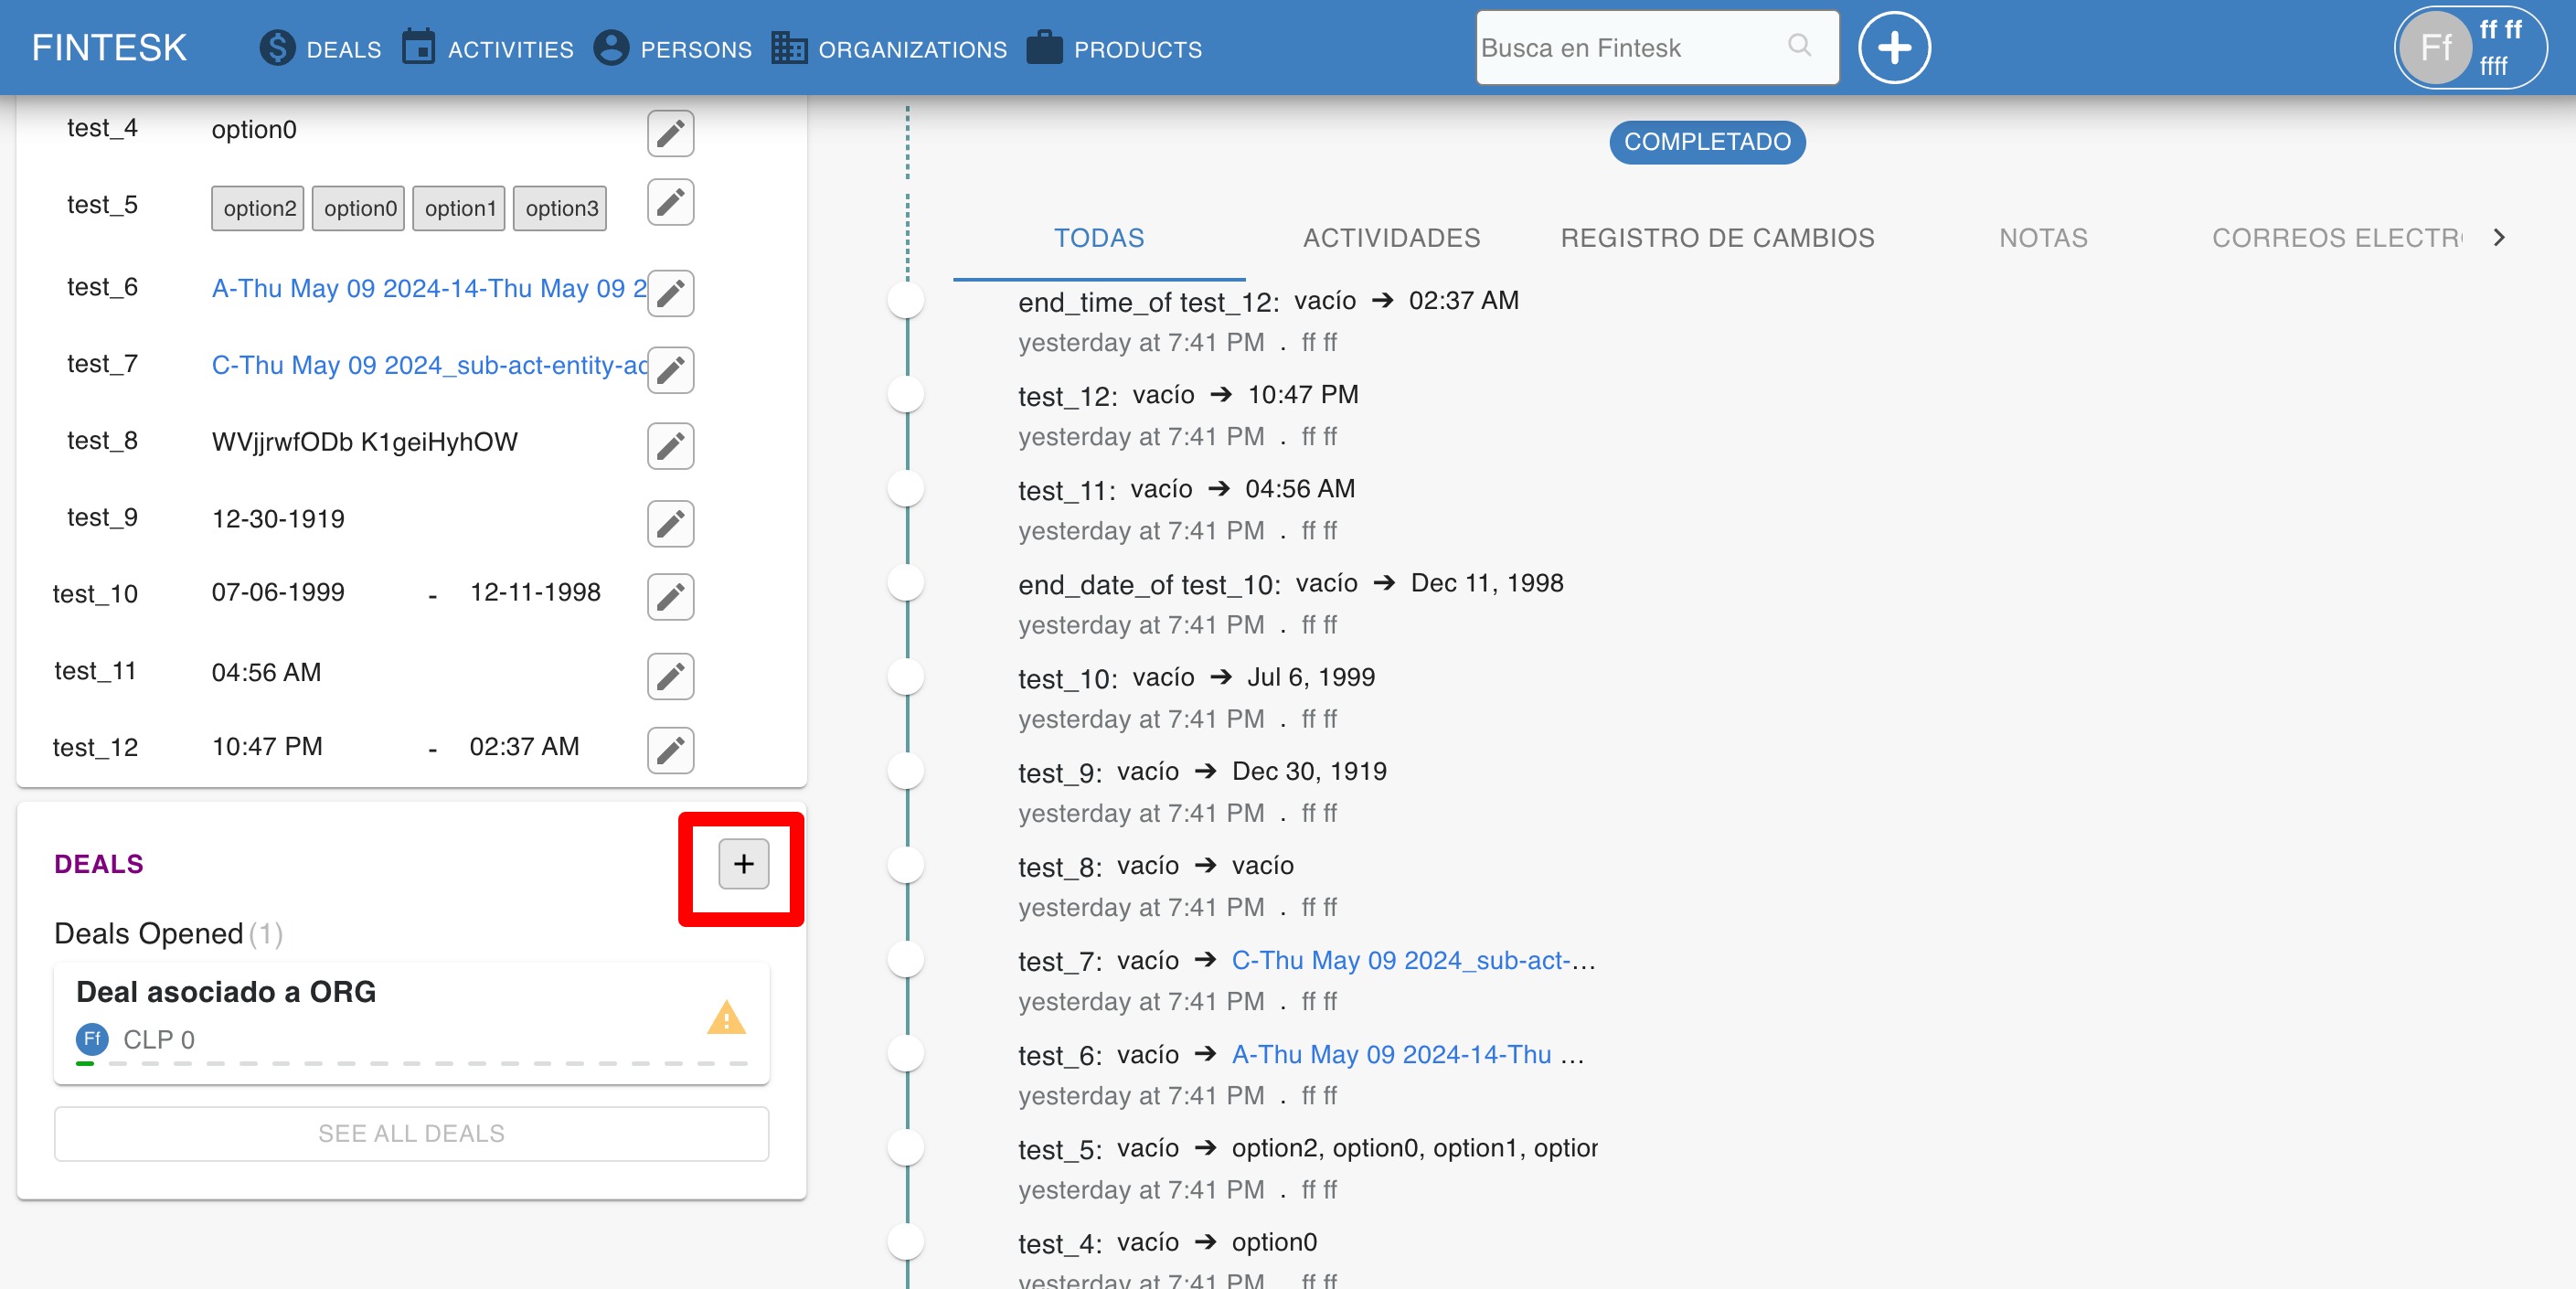 FINTESK
DEALS
ACTIVITIES
PERSONS
ORGANIZATIONS
PRODUCTS
Busca en Fintesk
Ff
ff ff
ffff
test_4 option0
test_5 option2 option0 option1 option3
test_6 A-Thu May 09 2024-14-Thu May 09 2
test_7 C-Thu May 09 2024_sub-act-entity-ac
test_8 WVjjrwfODb K1geiHyhOW
test_9 12-30-1919
test_10 07-06-1999 - 12-11-1998
test_11 04:56 AM
test_12 10:47 PM - 02:37 AM
DEALS
+
Deals Opened (1)
Deal asociado a ORG
Ff CLP 0
SEE ALL DEALS
COMPLETADO
TODAS
ACTIVIDADES
REGISTRO DE CAMBIOS
NOTAS
CORREOS ELECTR
end_time_of test_12: vacío ➔ 02:37 AM
yesterday at 7:41 PM . ff ff
test_12: vacío ➔ 10:47 PM
yesterday at 7:41 PM . ff ff
test_11: vacío ➔ 04:56 AM
yesterday at 7:41 PM . ff ff
end_date_of test_10: vacío ➔ Dec 11, 1998
yesterday at 7:41 PM . ff ff
test_10: vacío ➔ Jul 6, 1999
yesterday at 7:41 PM . ff ff
test_9: vacío ➔ Dec 30, 1919
yesterday at 7:41 PM . ff ff
test_8: vacío ➔ vacío
yesterday at 7:41 PM . ff ff
test_7: vacío ➔ C-Thu May 09 2024_sub-act-...
yesterday at 7:41 PM . ff ff
test_6: vacío ➔ A-Thu May 09 2024-14-Thu ...
yesterday at 7:41 PM . ff ff
test_5: vacío ➔ option2, option0, option1, option
yesterday at 7:41 PM . ff ff
test_4: vacío ➔ option0
yesterday at 7:41 PM . ff ff